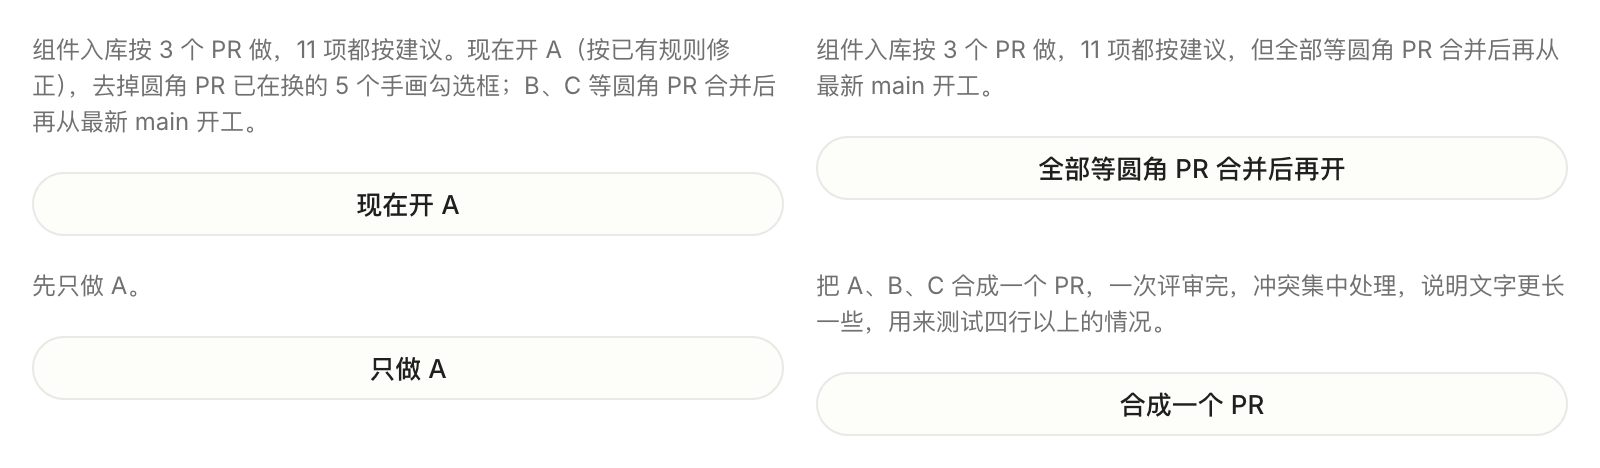 组件入库按 3 个 PR 做，11 项都按建议。现在开 A（按已有规则修
正），去掉圆角 PR 已在换的 5 个手画勾选框；B、C 等圆角 PR 合并后
再从最新 main 开工。
现在开 A
组件入库按 3 个 PR 做，11 项都按建议，但全部等圆角 PR 合并后再从
最新 main 开工。
全部等圆角 PR 合并后再开
先只做 A。
只做 A
把 A、B、C 合成一个 PR，一次评审完，冲突集中处理，说明文字更长
一些，用来测试四行以上的情况。
合成一个 PR